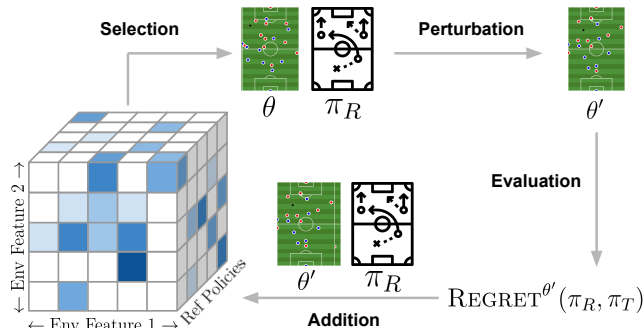 Selection
Perturbation
θ
π_R
θ′
Evaluation
← Env Feature 2 →
← Env Feature 1 →
Ref Policies
θ′
π_R
REGRET^θ′(π_R, π_T)
Addition